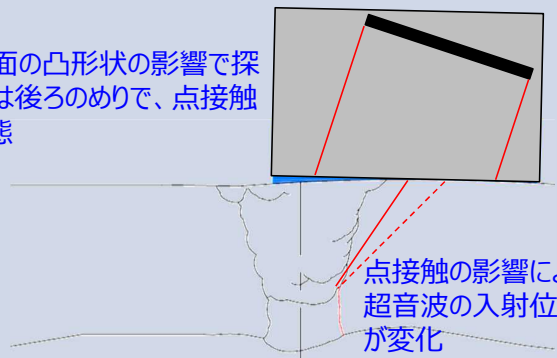 面の凸形状の影響で探
は後ろのめりで、点接触
態
点接触の影響によ
超音波の入射位
が変化